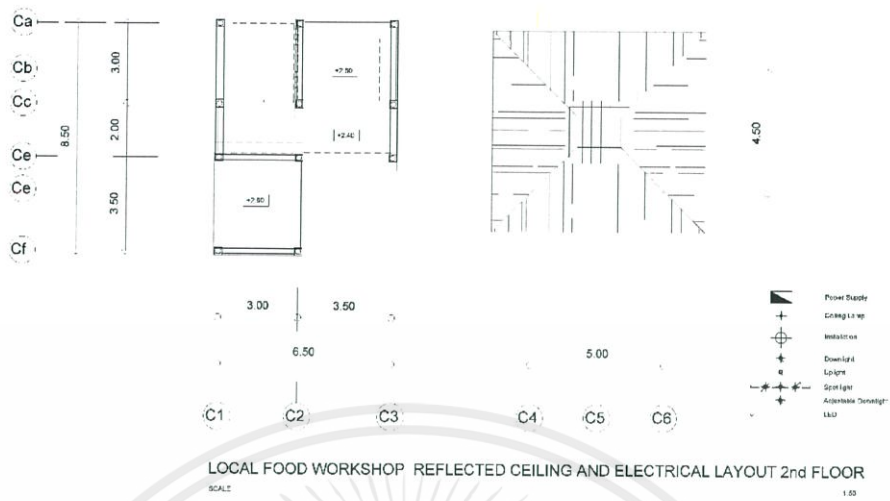 Ca
Cb
Cc
Ce
Ce
Cf
8.50
3.00
2.00
3.50
+2.50
+2.40
4.50
3.00 3.50
6.50 5.00
C1 C2 C3 C4 C5 C6
Power Supply
Ceiling Lamp
Downlight
Uplight
Spotlight
Adjustable Downlight
LED
LOCAL FOOD WORKSHOP REFLECTED CEILING AND ELECTRICAL LAYOUT 2nd FLOOR
SCALE 1:50